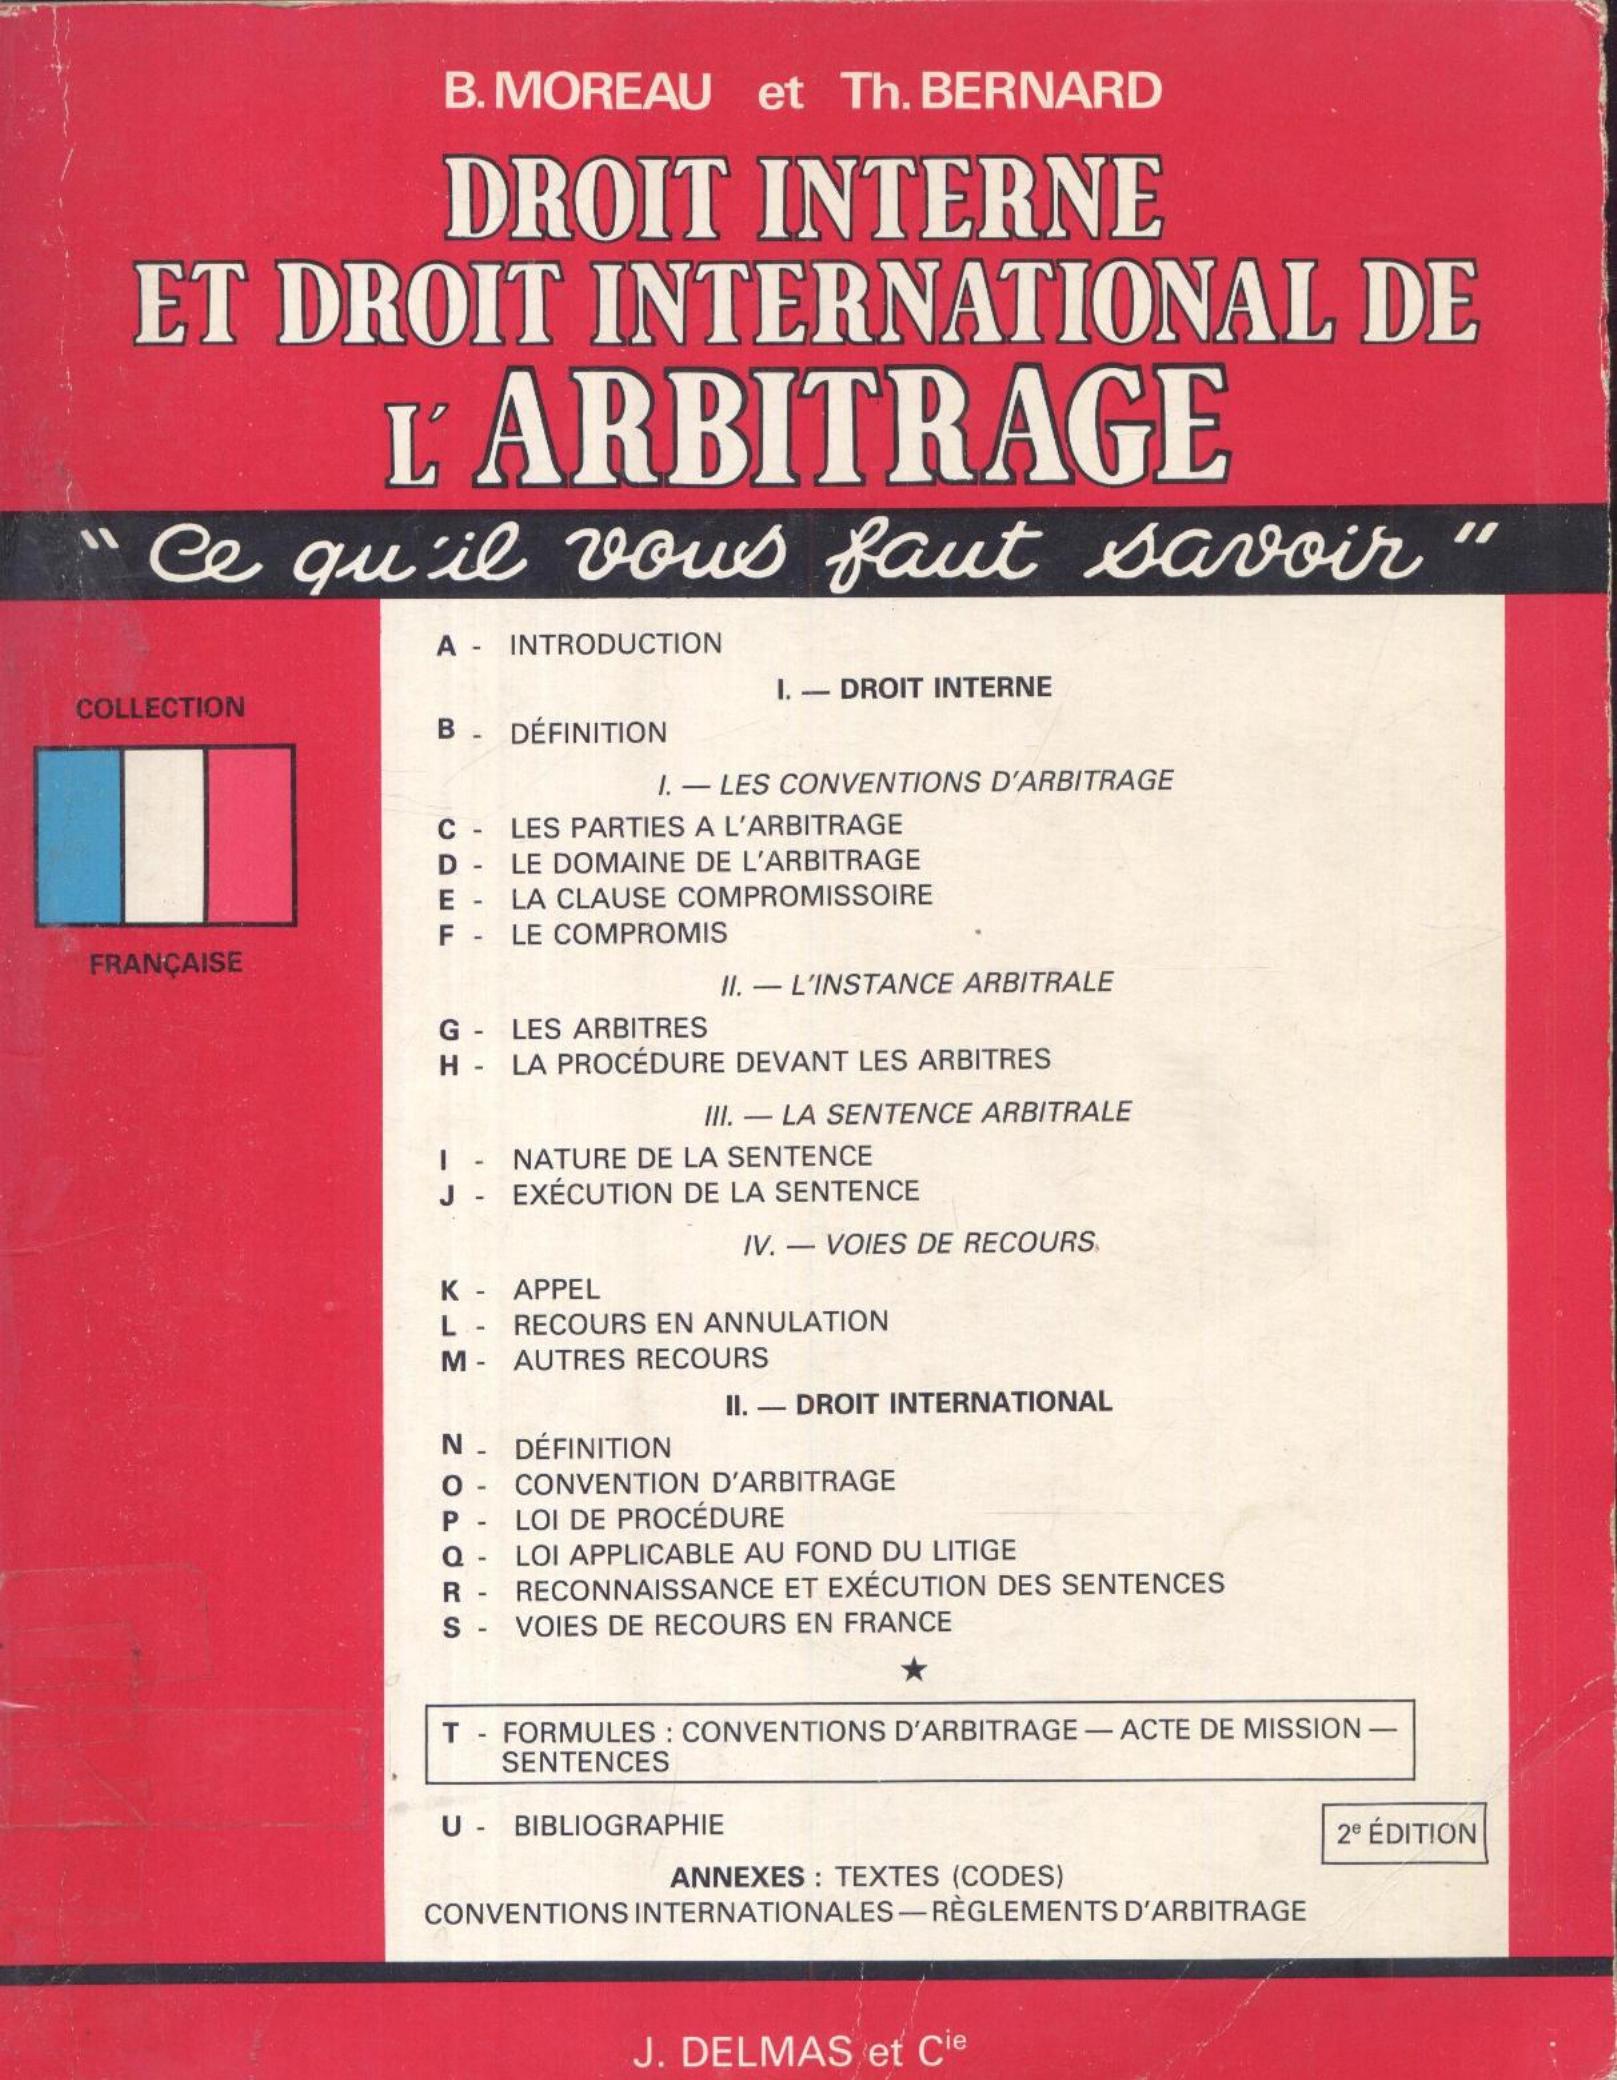 B. MOREAU et Th. BERNARD
DROIT INTERNE
ET DROIT INTERNATIONAL DE
L'ARBITRAGE
"Ce qu'il vous faut savoir"
COLLECTION
FRANÇAISE
A - INTRODUCTION
I. — DROIT INTERNE
B - DÉFINITION
I. — LES CONVENTIONS D'ARBITRAGE
C - LES PARTIES A L'ARBITRAGE
D - LE DOMAINE DE L'ARBITRAGE
E - LA CLAUSE COMPROMISSOIRE
F - LE COMPROMIS
II. — L'INSTANCE ARBITRALE
G - LES ARBITRES
H - LA PROCÉDURE DEVANT LES ARBITRES
III. — LA SENTENCE ARBITRALE
I - NATURE DE LA SENTENCE
J - EXÉCUTION DE LA SENTENCE
IV. — VOIES DE RECOURS
K - APPEL
L - RECOURS EN ANNULATION
M - AUTRES RECOURS
II. — DROIT INTERNATIONAL
N - DÉFINITION
O - CONVENTION D'ARBITRAGE
P - LOI DE PROCÉDURE
Q - LOI APPLICABLE AU FOND DU LITIGE
R - RECONNAISSANCE ET EXÉCUTION DES SENTENCES
S - VOIES DE RECOURS EN FRANCE
★
T - FORMULES : CONVENTIONS D'ARBITRAGE — ACTE DE MISSION —
SENTENCES
U - BIBLIOGRAPHIE
2e ÉDITION
ANNEXES : TEXTES (CODES)
CONVENTIONS INTERNATIONALES — RÈGLEMENTS D'ARBITRAGE
J. DELMAS et Cie